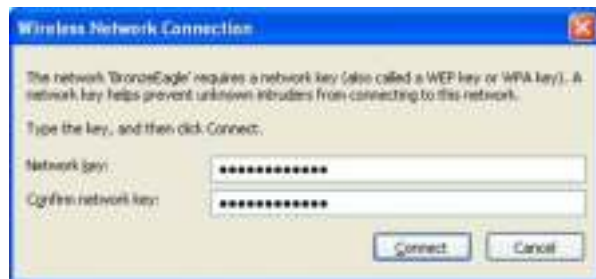 Wireless Network Connection
The network 'BronzeEagle' requires a network key (also called a WEP key or WPA key). A
network key helps prevent unknown intruders from connecting to this network.
Type the key, and then click Connect.
Network key: ••••••••••••
Confirm network key: ••••••••••••
Connect Cancel